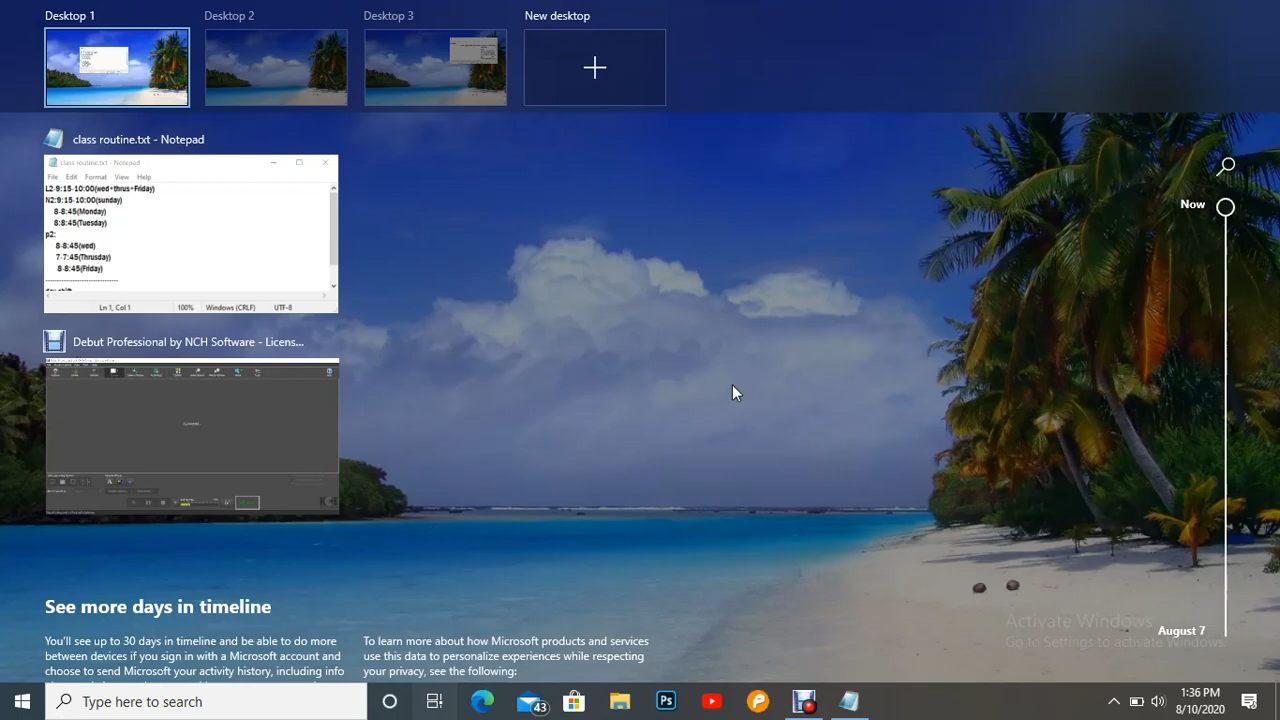 Desktop 1
Desktop 2
Desktop 3
New desktop
class routine.txt - Notepad
class routine.txt - Notepad
File Edit Format View Help
L2-9:15-10:00(wed+thrus+Friday)
N2:9:15-10:00(sunday)
8-8:45(Monday)
8:8:45(Tuesday)
p2:
8-8:45(wed)
7-7:45(Thrusday)
8-8:45(Friday)
Ln 1, Col 1 100% Windows (CRLF) UTF-8
Debut Professional by NCH Software - Licens...
Now
August 7
See more days in timeline
You'll see up to 30 days in timeline and be able to do more
between devices if you sign in with a Microsoft account and
choose to send Microsoft your activity history, including info
To learn more about how Microsoft products and services
use this data to personalize experiences while respecting
your privacy, see the following:
Activate Windows
Go to Settings to activate Windows.
Type here to search
43
Ps
1:36 PM
8/10/2020